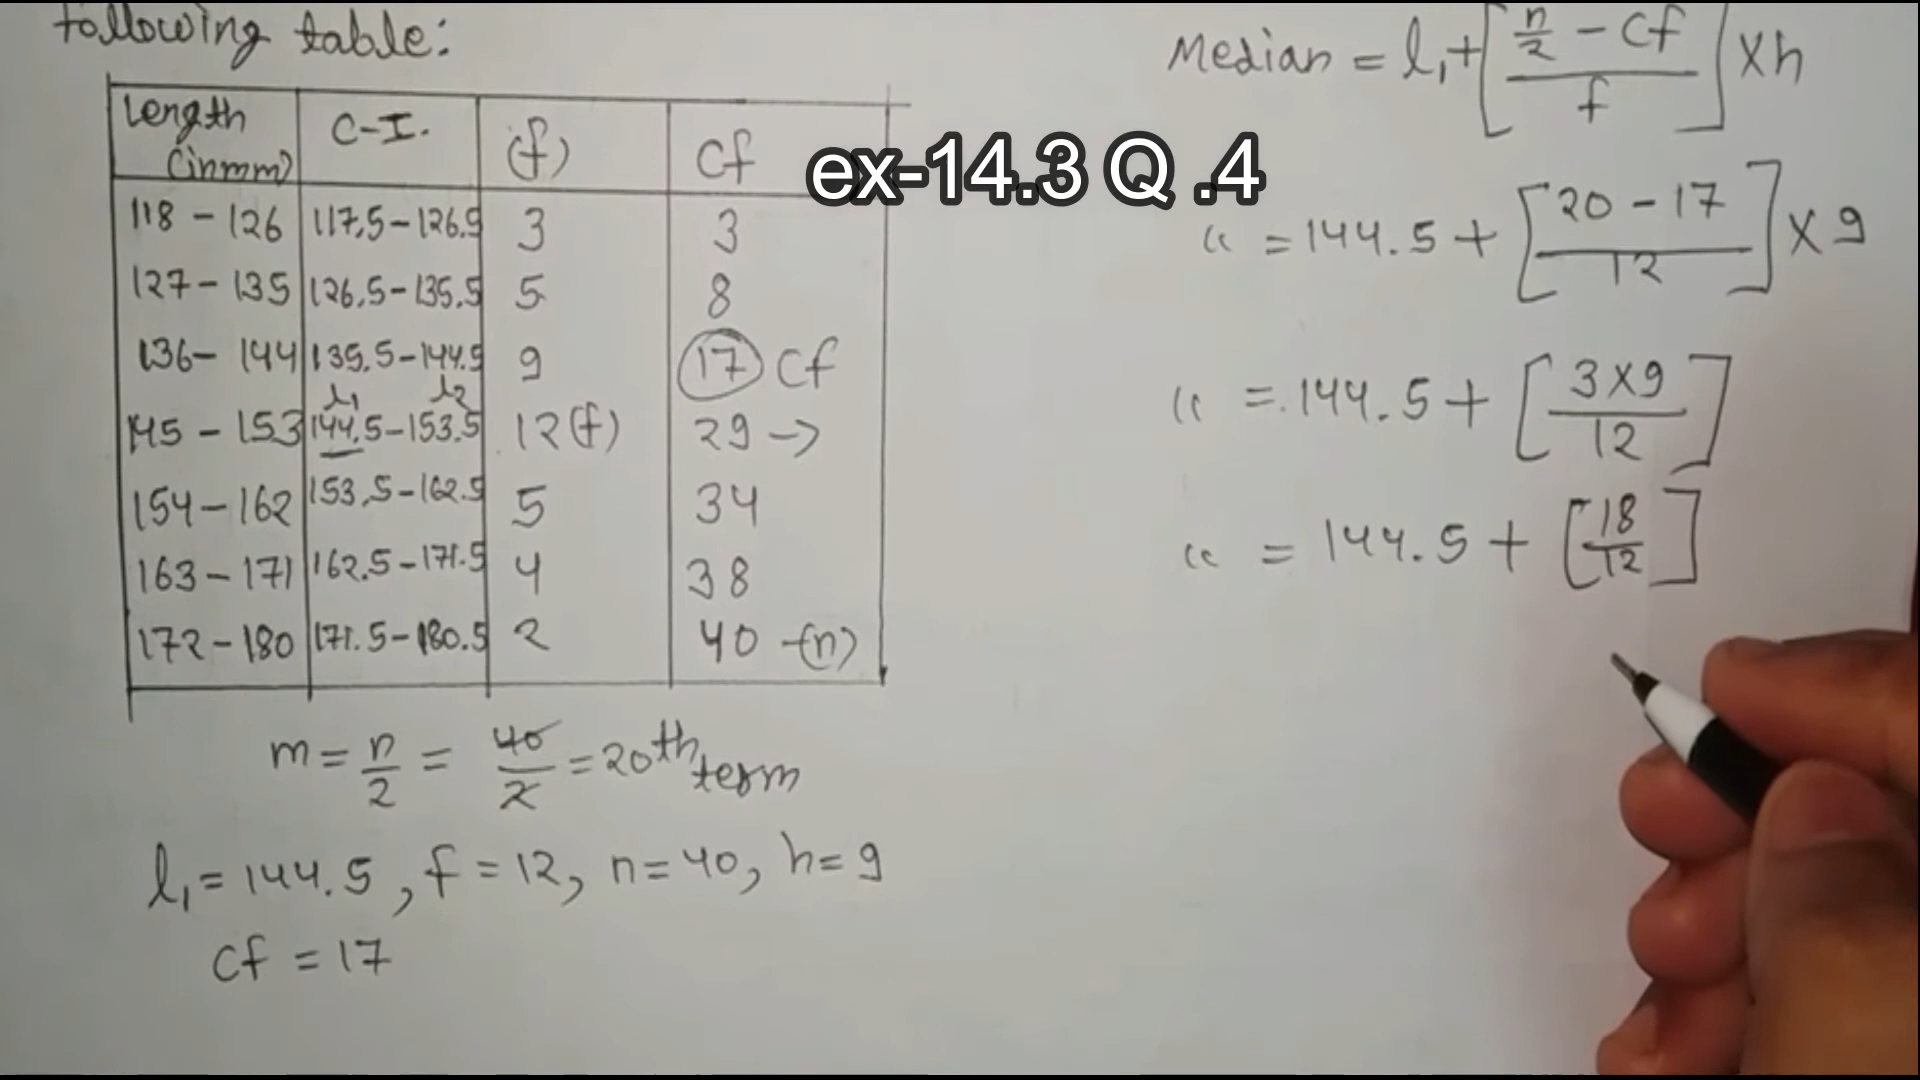 following table:
Length (in mm) C-I. (f) Cf
118-126 117.5-126.5 3 3
127-135 126.5-135.5 5 8
136-144 135.5-144.5 9 17 Cf
l1 l2
145-153 144.5-153.5 12(f) 29→
154-162 153.5-162.5 5 34
163-171 162.5-171.5 4 38
172-180 171.5-180.5 2 40-(n)
m = n/2 = 40/2 = 20th term
l1 = 144.5, f = 12, n = 40, h = 9
cf = 17
ex-14.3 Q .4
Median = l1+[(n/2 - Cf)/f] × h
" = 144.5 + [(20-17)/12] × 9
" = 144.5 + [3×9/12]
" = 144.5 + [18/12]